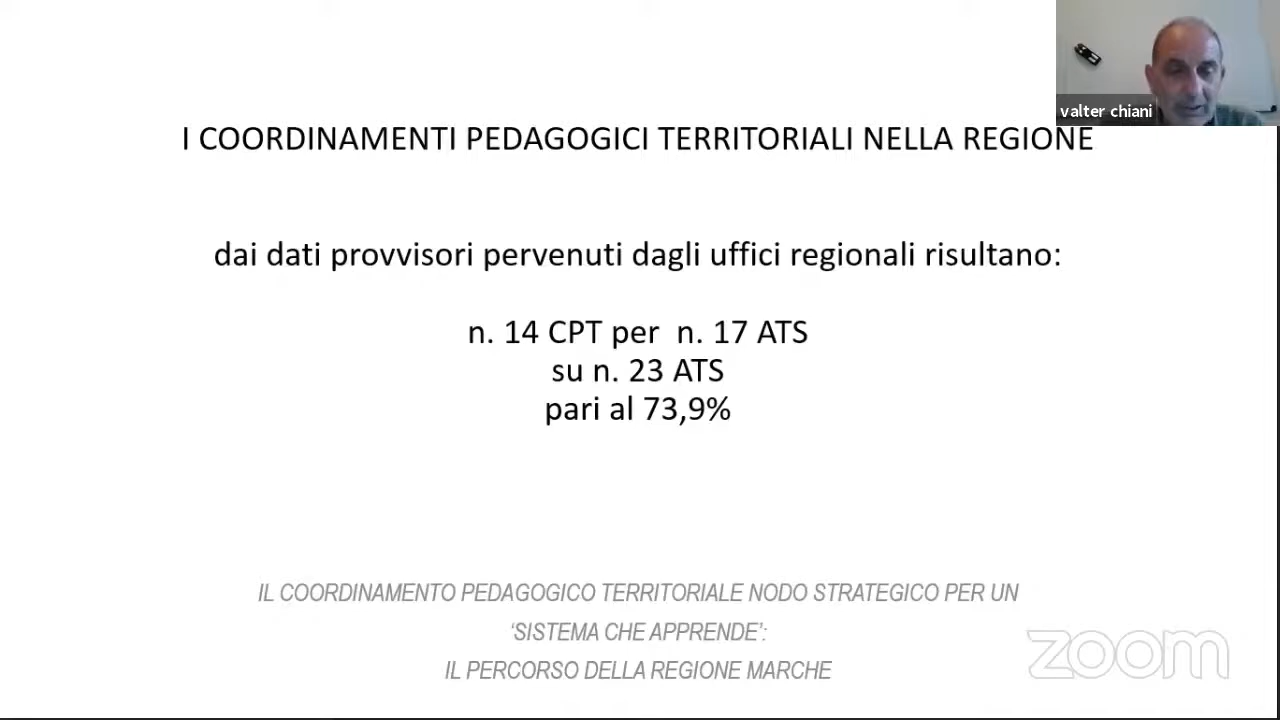 valter chiani
I COORDINAMENTI PEDAGOGICI TERRITORIALI NELLA REGIONE
dai dati provvisori pervenuti dagli uffici regionali risultano:
n. 14 CPT per n. 17 ATS
su n. 23 ATS
pari al 73,9%
IL COORDINAMENTO PEDAGOGICO TERRITORIALE NODO STRATEGICO PER UN
‘SISTEMA CHE APPRENDE’:
IL PERCORSO DELLA REGIONE MARCHE
zoom